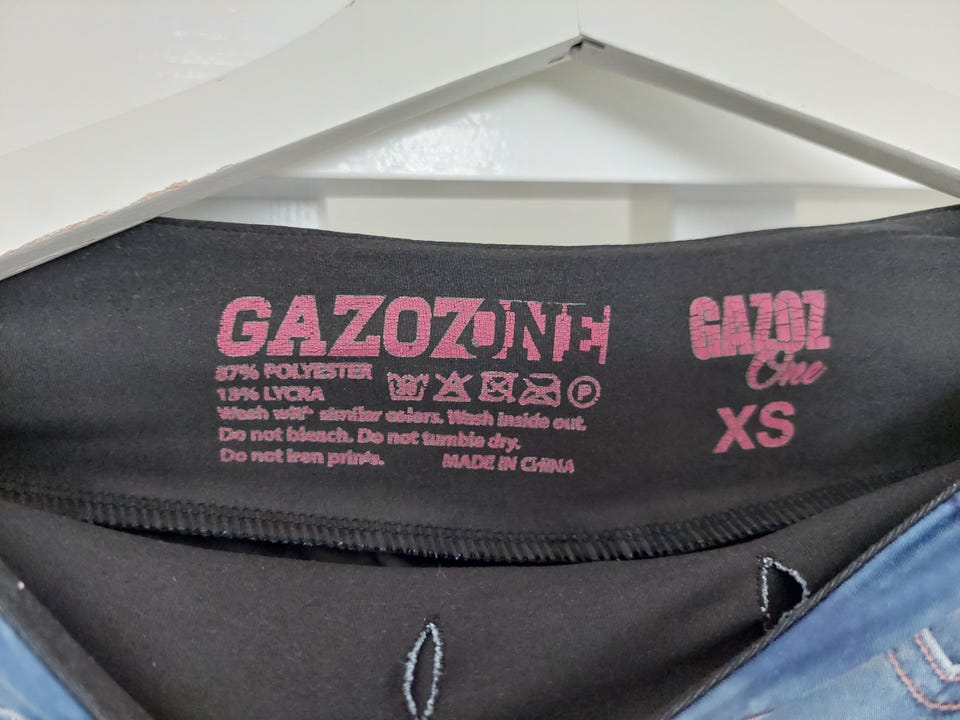 GAZOZONE
87% POLYESTER
13% LYCRA
Wash with similar colors. Wash inside out.
Do not bleach. Do not tumble dry.
Do not iron prints.
MADE IN CHINA
P
GAZOZ
One
XS